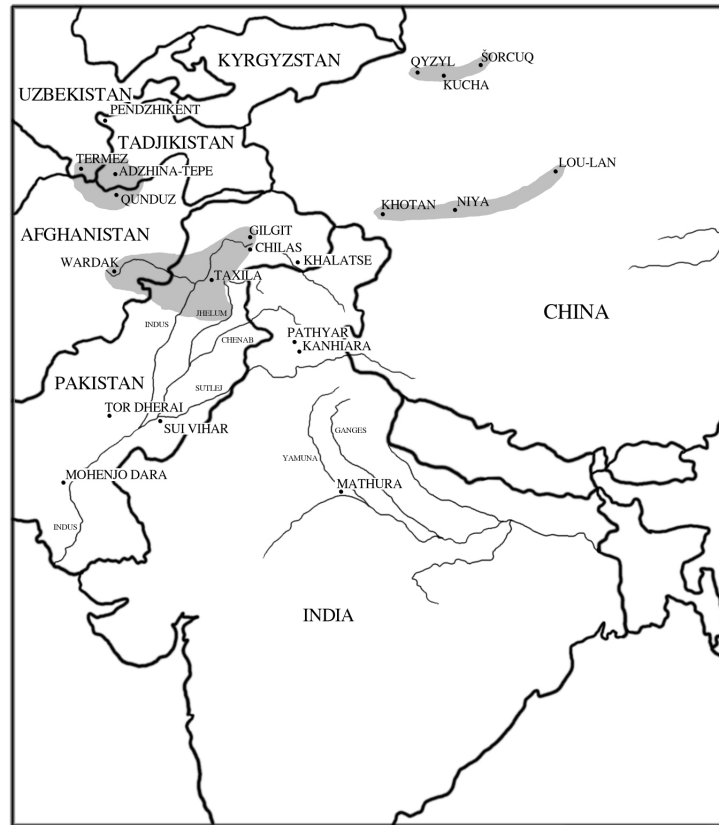 KYRGYZSTAN
QYZYL
ŠORCUQ
KUCHA
UZBEKISTAN
PENDZHIKENT
TADJIKISTAN
TERMEZ
ADZHINA-TEPE
QUNDUZ
LOU-LAN
KHOTAN
NIYA
AFGHANISTAN
GILGIT
CHILAS
WARDAK
KHALATSE
TAXILA
CHINA
INDUS
JHELUM
CHENAB
PATHYAR
KANHIARA
PAKISTAN
SUTLEJ
TOR DHERAI
SUI VIHAR
GANGES
YAMUNA
MOHENJO DARA
MATHURA
INDUS
INDIA